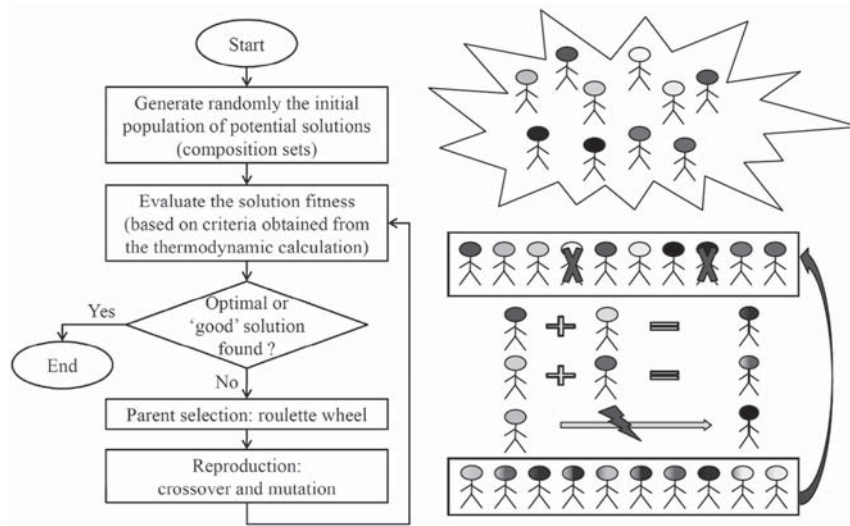 Start
Generate randomly the initial
population of potential solutions
(composition sets)
Evaluate the solution fitness
(based on criteria obtained from
the thermodynamic calculation)
Yes
Optimal or
‘good’ solution
found ?
End
No
Parent selection: roulette wheel
Reproduction:
crossover and mutation